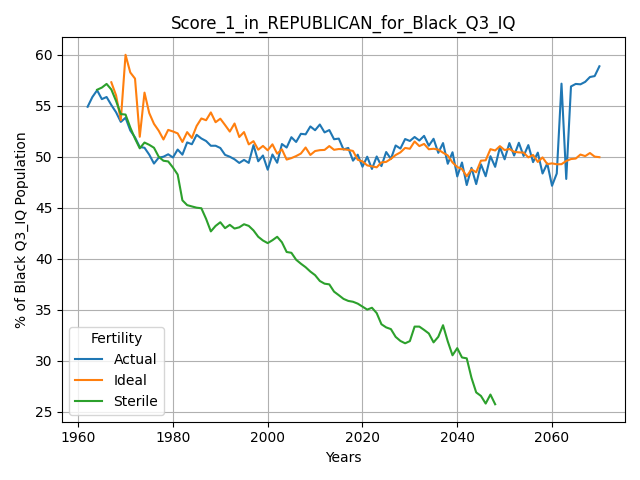 Score_1_in_REPUBLICAN_for_Black_Q3_IQ
% of Black Q3_IQ Population
60
55
50
45
40
35
30
25
Fertility
Actual
Ideal
Sterile
1960 1980 2000 2020 2040 2060
Years